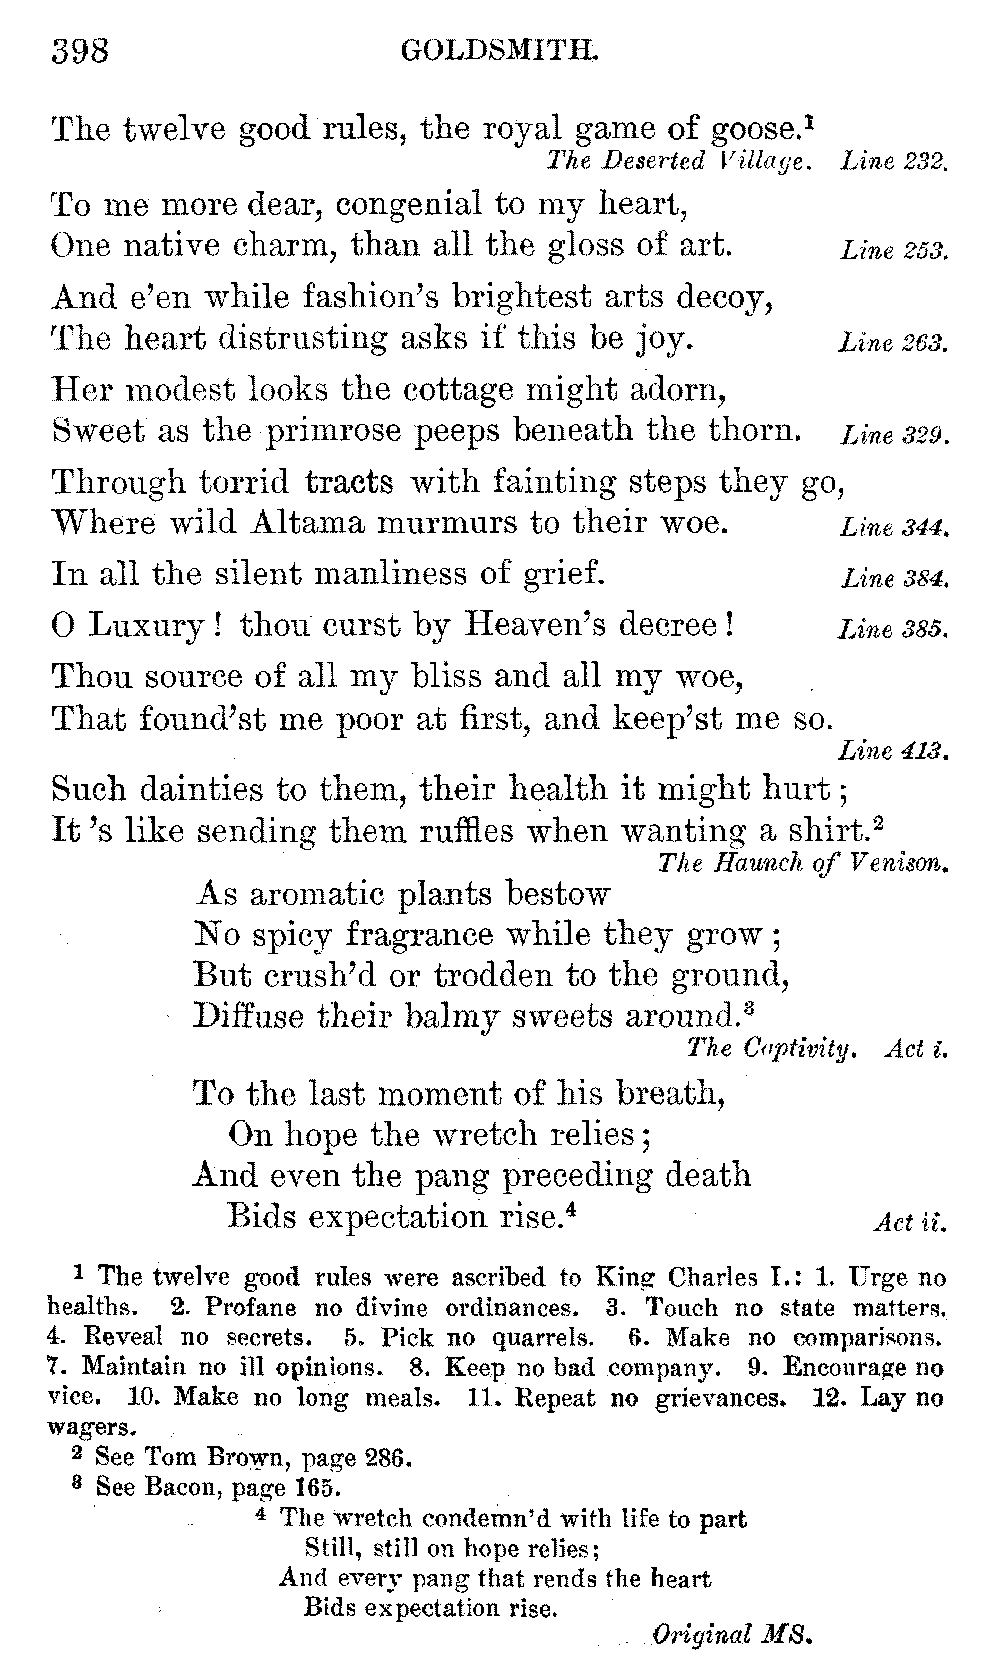 398 GOLDSMITH.
The twelve good rules, the royal game of goose.¹
The Deserted Village. Line 232.
To me more dear, congenial to my heart,
One native charm, than all the gloss of art. Line 253.
And e'en while fashion's brightest arts decoy,
The heart distrusting asks if this be joy. Line 263.
Her modest looks the cottage might adorn,
Sweet as the primrose peeps beneath the thorn. Line 329.
Through torrid tracts with fainting steps they go,
Where wild Altama murmurs to their woe. Line 344.
In all the silent manliness of grief. Line 384.
O Luxury! thou curst by Heaven's decree! Line 385.
Thou source of all my bliss and all my woe,
That found'st me poor at first, and keep'st me so.
Line 413.
Such dainties to them, their health it might hurt;
It 's like sending them ruffles when wanting a shirt.²
The Haunch of Venison.
As aromatic plants bestow
No spicy fragrance while they grow;
But crush'd or trodden to the ground,
Diffuse their balmy sweets around.³
The Captivity. Act i.
To the last moment of his breath,
On hope the wretch relies;
And even the pang preceding death
Bids expectation rise.⁴ Act ii.
1 The twelve good rules were ascribed to King Charles I.: 1. Urge no
healths. 2. Profane no divine ordinances. 3. Touch no state matters.
4. Reveal no secrets. 5. Pick no quarrels. 6. Make no comparisons.
7. Maintain no ill opinions. 8. Keep no bad company. 9. Encourage no
vice. 10. Make no long meals. 11. Repeat no grievances. 12. Lay no
wagers.
2 See Tom Brown, page 286.
3 See Bacon, page 165.
4 The wretch condemn'd with life to part
Still, still on hope relies;
And every pang that rends the heart
Bids expectation rise.
Original MS.